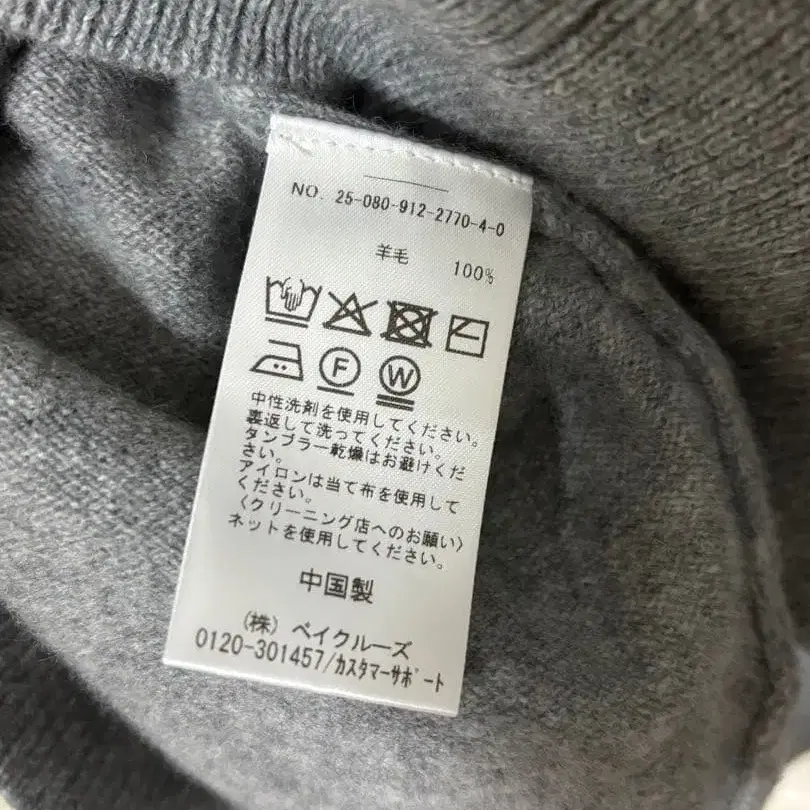 NO. 25-080-912-2770-4-0
羊毛 100%
F W
中性洗剤を使用してください。
裏返して洗ってください。
タンブラー乾燥はお避けくだ
さい。
アイロンは当て布を使用して
ください。
〈クリーニング店へのお願い〉
ネットを使用してください。
中国製
(株) ベイクルーズ
0120-301457/カスタマーサポート